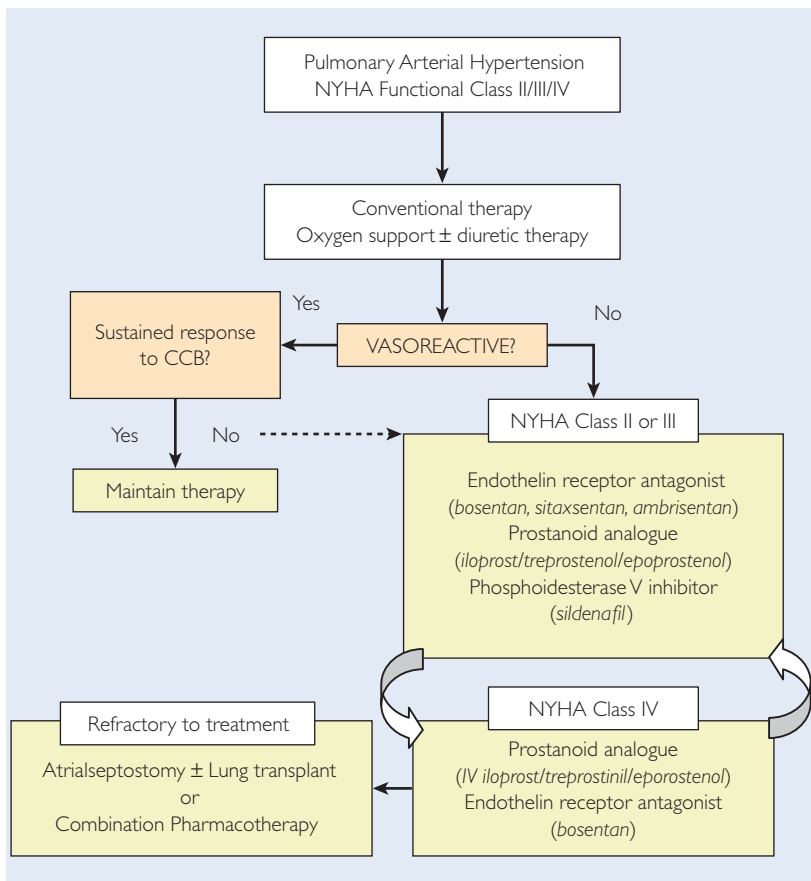 Pulmonary Arterial Hypertension
NYHA Functional Class II/III/IV
Conventional therapy
Oxygen support ± diuretic therapy
Yes
No
Sustained response
to CCB?
VASOREACTIVE?
NYHA Class II or III
Yes
No
Maintain therapy
Endothelin receptor antagonist
(bosentan, sitaxsentan, ambrisentan)
Prostanoid analogue
(iloprost/treprostenol/epoprostenol)
Phosphoidesterase V inhibitor
(sildenafil)
NYHA Class IV
Refractory to treatment
Prostanoid analogue
(IV iloprost/treprostinil/eporostenol)
Endothelin receptor antagonist
(bosentan)
Atrialseptostomy ± Lung transplant
or
Combination Pharmacotherapy